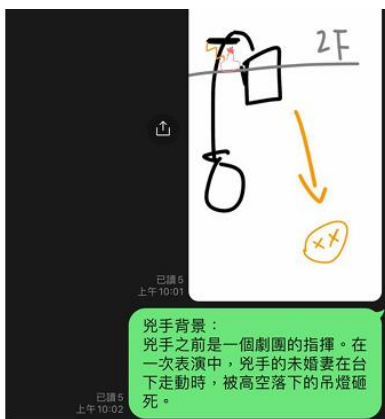 2F
xx
已讀 5
上午10:01
兇手背景：
兇手之前是一個劇團的指揮。在
一次表演中，兇手的未婚妻在台
下走動時，被高空落下的吊燈砸
死。
已讀 5
上午10:02